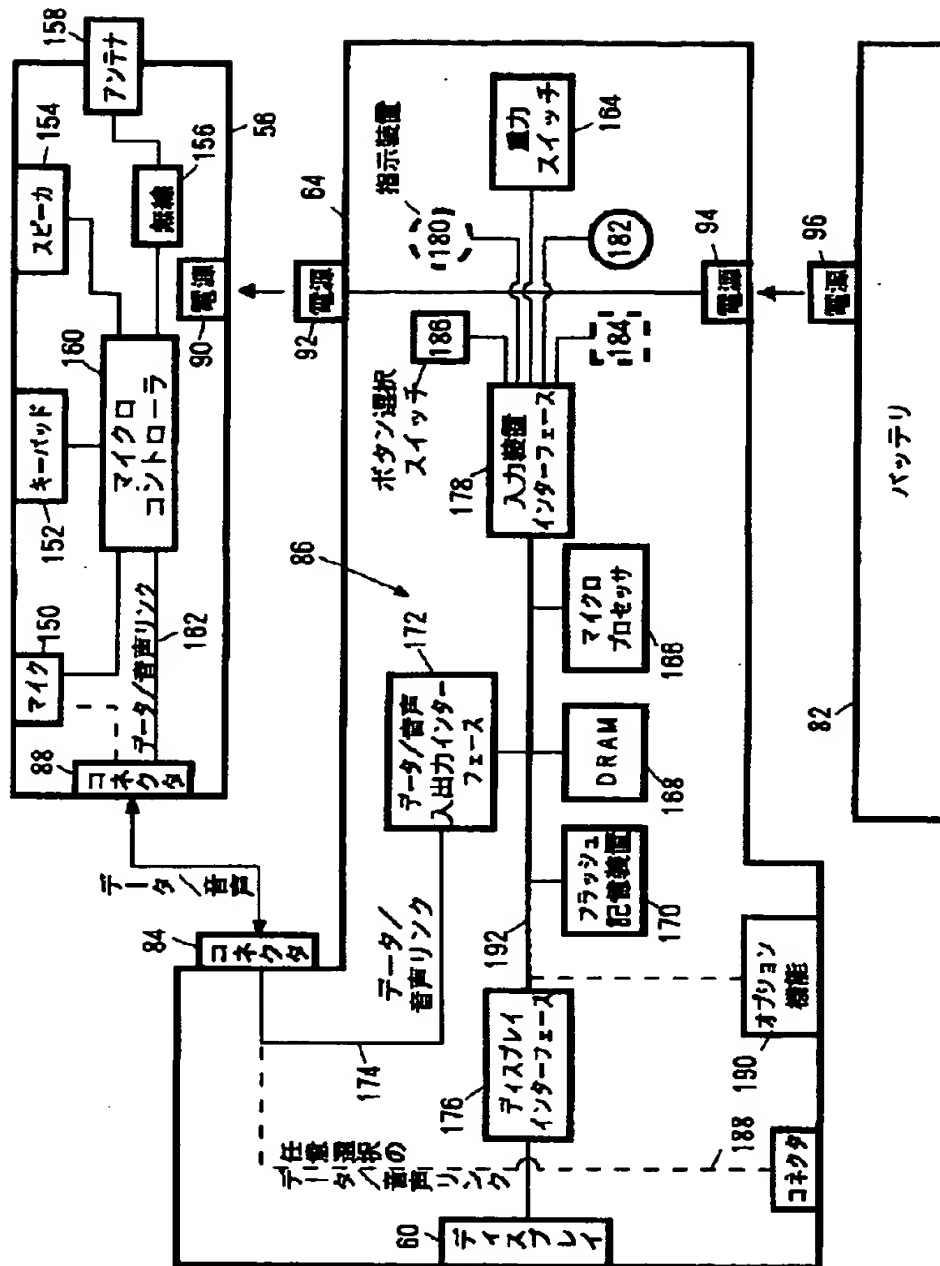 マイク
150
キーパッド
152
スピーカ
154
アンテナ
158
160
マイクロ
コントローラ
無線
156
88
コネクタ
データ/音声リンク
162
電源
90
56
データ/音声
84
コネクタ
電源
92
64
指示装置
180
ボタン選択
スイッチ
186
重力
スイッチ
164
182
184
データ/
音声リンク
174
86
172
データ/音声
入出力インター
フェース
178
入力装置
インターフェース
任意選択の
データ/音声リンク
60
ディスプレイ
176
ディスプレイ
インターフェース
192
フラッシュ
記憶装置
170
DRAM
168
マイクロ
プロセッサ
166
電源
94
188
コネクタ
オプション
機能
190
電源
96
82
バッテリ